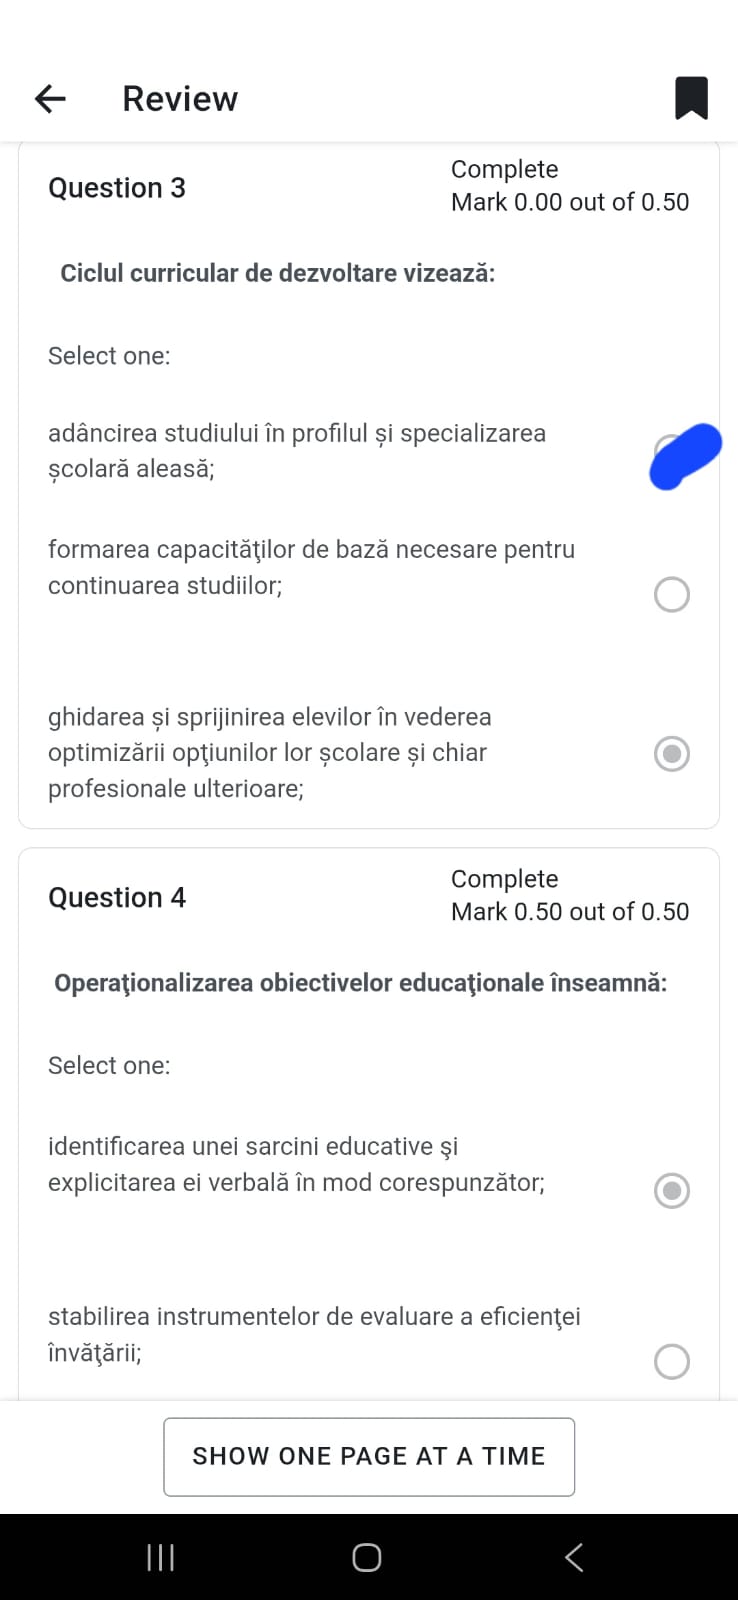 Review
Question 3
Complete
Mark 0.00 out of 0.50
Ciclul curricular de dezvoltare vizează:
Select one:
adâncirea studiului în profilul și specializarea
școlară aleasă;
formarea capacităţilor de bază necesare pentru
continuarea studiilor;
ghidarea și sprijinirea elevilor în vederea
optimizării opţiunilor lor școlare și chiar
profesionale ulterioare;
Question 4
Complete
Mark 0.50 out of 0.50
Operaţionalizarea obiectivelor educaţionale înseamnă:
Select one:
identificarea unei sarcini educative şi
explicitarea ei verbală în mod corespunzător;
stabilirea instrumentelor de evaluare a eficienţei
învăţării;
SHOW ONE PAGE AT A TIME